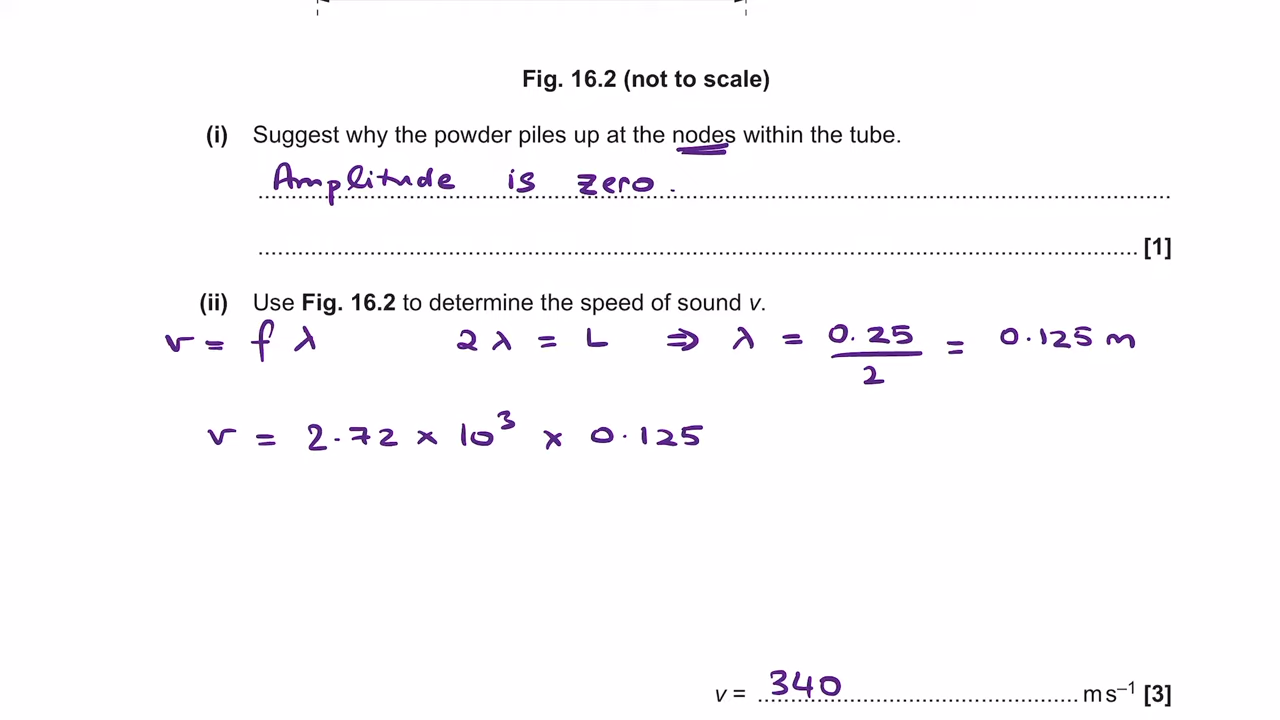 Fig. 16.2 (not to scale)
(i) Suggest why the powder piles up at the nodes within the tube.
Amplitude is zero.
[1]
(ii) Use Fig. 16.2 to determine the speed of sound v.
v = f λ 2 λ = L ⇒ λ = 0.25 / 2 = 0.125 m
v = 2.72 × 10³ × 0.125
v = 340 m s⁻¹ [3]